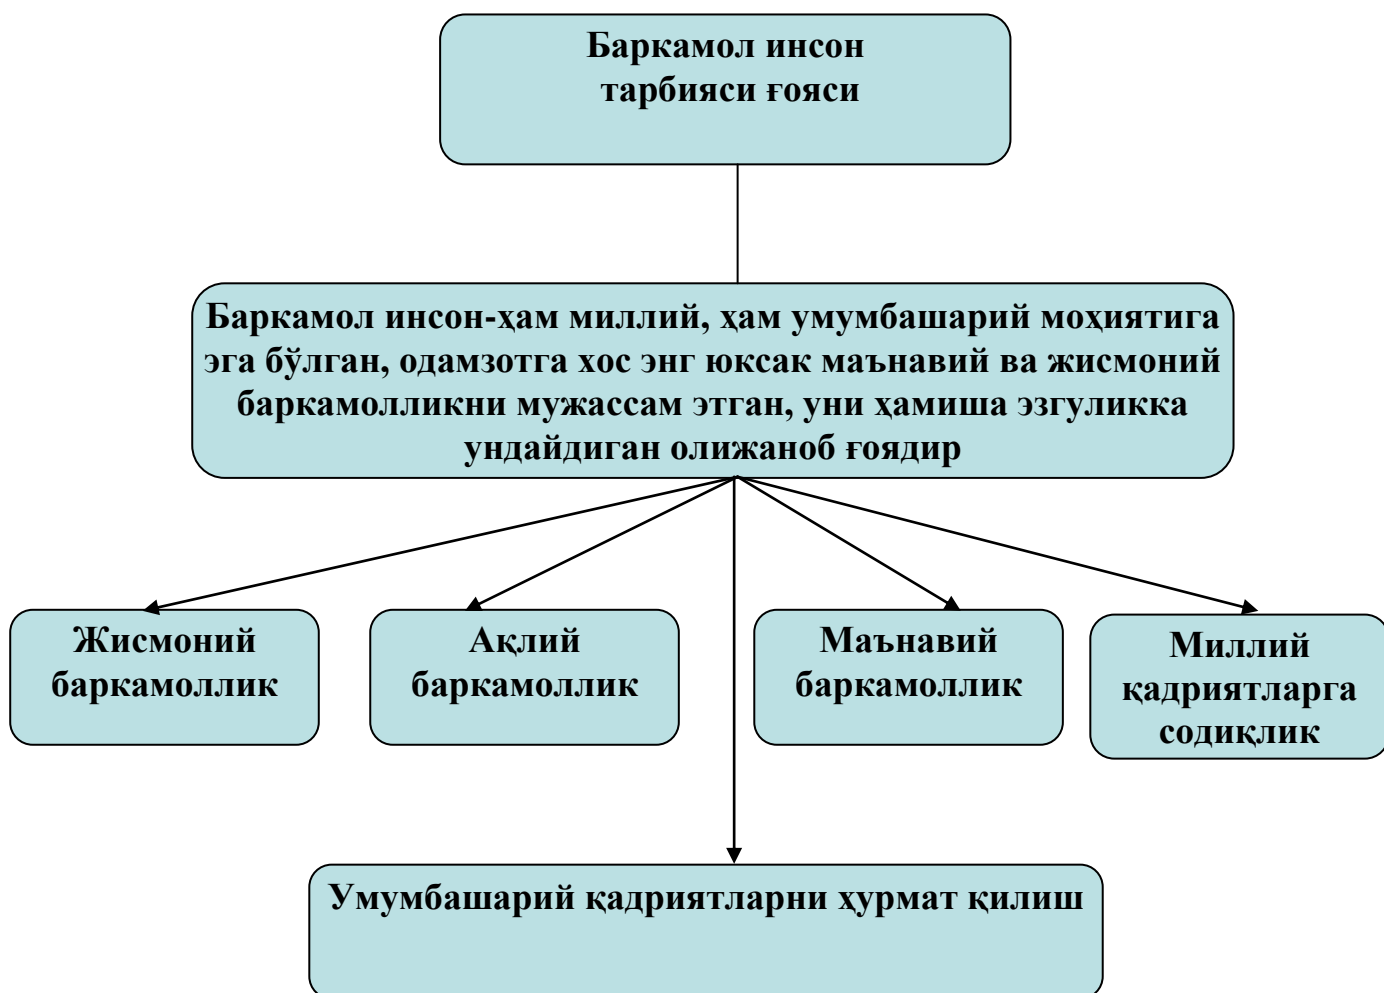 Баркамол инсон
тарбияси ғояси
Баркамол инсон-ҳам миллий, ҳам умумбашарий моҳиятига
эга бўлган, одамзотга хос энг юксак маънавий ва жисмоний
баркамолликни мужассам этган, уни ҳамиша эзгуликка
ундайдиган олижаноб ғоядир
Жисмоний
баркамоллик
Ақлий
баркамоллик
Маънавий
баркамоллик
Миллий
қадриятларга
содиқлик
Умумбашарий қадриятларни ҳурмат қилиш